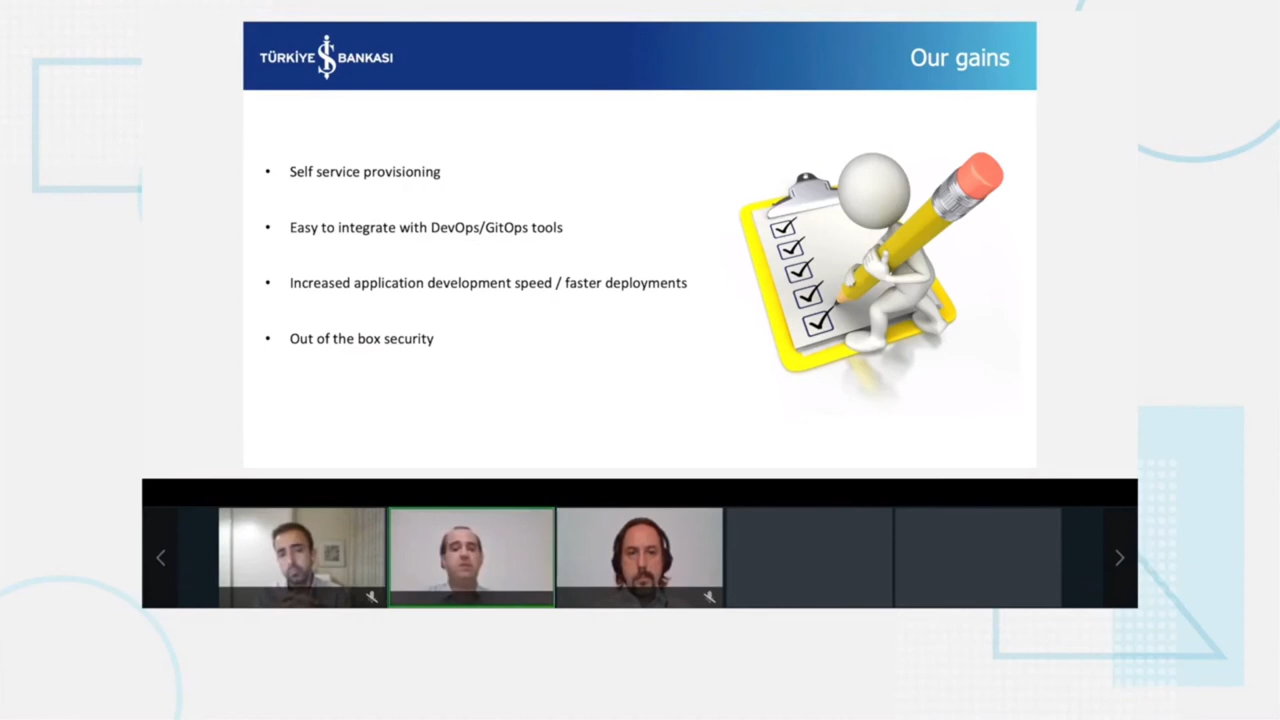 TÜRKİYE İŞ BANKASI
Our gains
• Self service provisioning
• Easy to integrate with DevOps/GitOps tools
• Increased application development speed / faster deployments
• Out of the box security